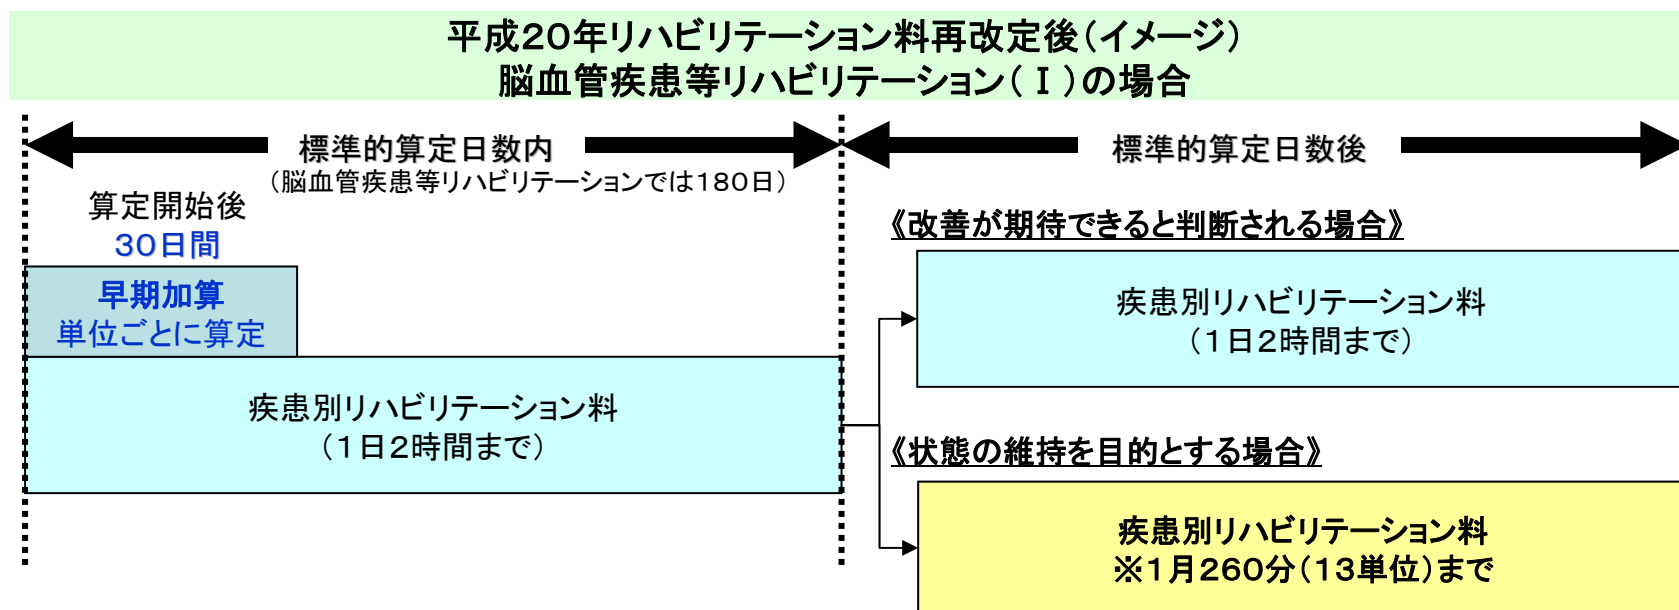 平成20年リハビリテーション料再改定後(イメージ)
脳血管疾患等リハビリテーション(Ⅰ)の場合
標準的算定日数内
(脳血管疾患等リハビリテーションでは180日)
標準的算定日数後
算定開始後
30日間
早期加算
単位ごとに算定
疾患別リハビリテーション料
(1日2時間まで)
《改善が期待できると判断される場合》
疾患別リハビリテーション料
(1日2時間まで)
《状態の維持を目的とする場合》
疾患別リハビリテーション料
※1月260分(13単位)まで